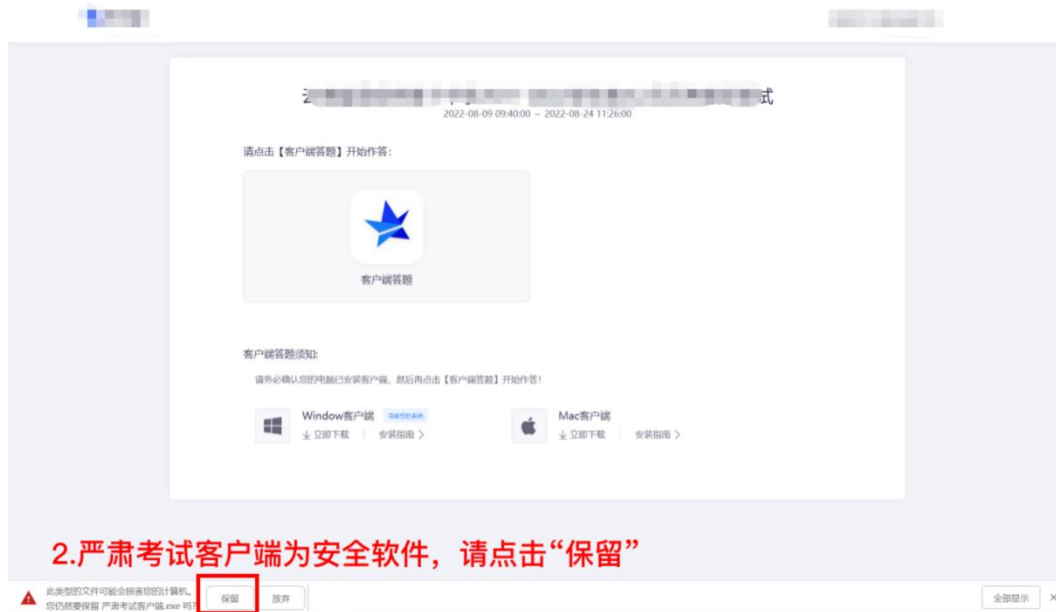 2022-08-09 09:40:00 ~ 2022-08-24 11:26:00
请点击【客户端答题】开始作答：
客户端答题
客户端答题须知:
请务必确认您的电脑已安装客户端，然后再点击【客户端答题】开始作答！
Window客户端
立即下载 安装指南
Mac客户端
立即下载 安装指南
2.严肃考试客户端为安全软件，请点击“保留”
此类型的文件可能会损害您的计算机。
您仍然要保留 严肃考试客户端.exe 吗?
保留 放弃
全部显示